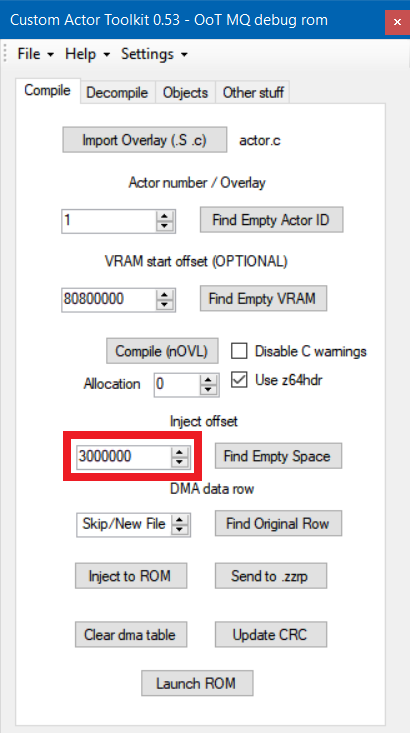 Custom Actor Toolkit 0.53 - OoT MQ debug rom
File Help Settings
Compile Decompile Objects Other stuff
Import Overlay (.S .c) actor.c
Actor number / Overlay
1 Find Empty Actor ID
VRAM start offset (OPTIONAL)
80800000 Find Empty VRAM
Compile (nOVL) Disable C warnings
Allocation 0 Use z64hdr
Inject offset
3000000 Find Empty Space
DMA data row
Skip/New File Find Original Row
Inject to ROM Send to .zzrp
Clear dma table Update CRC
Launch ROM